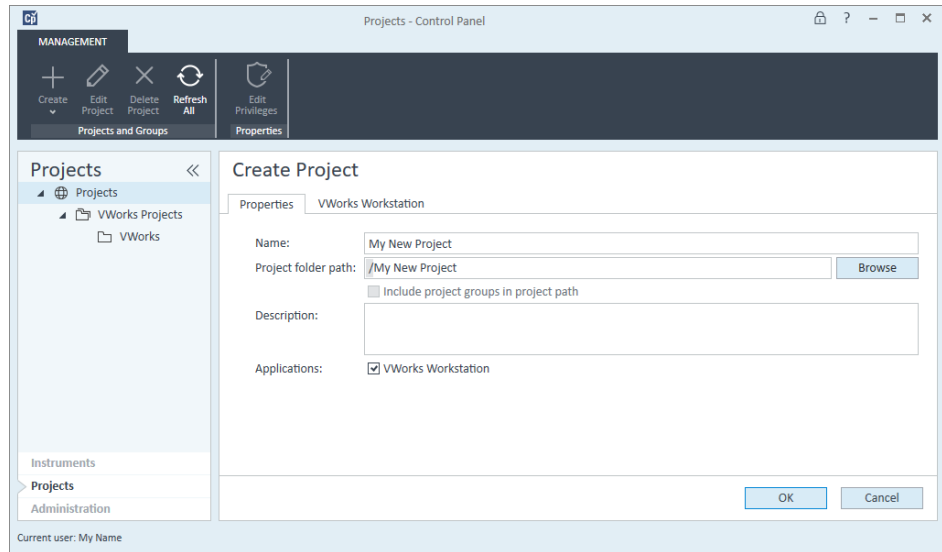 Cp
Projects - Control Panel
?
MANAGEMENT
Create
Edit Project
Delete Project
Refresh All
Edit Privileges
Projects and Groups
Properties
Projects
Projects
VWorks Projects
VWorks
Instruments
Projects
Administration
Create Project
Properties VWorks Workstation
Name: My New Project
Project folder path: /My New Project Browse
Include project groups in project path
Description:
Applications: VWorks Workstation
OK Cancel
Current user: My Name